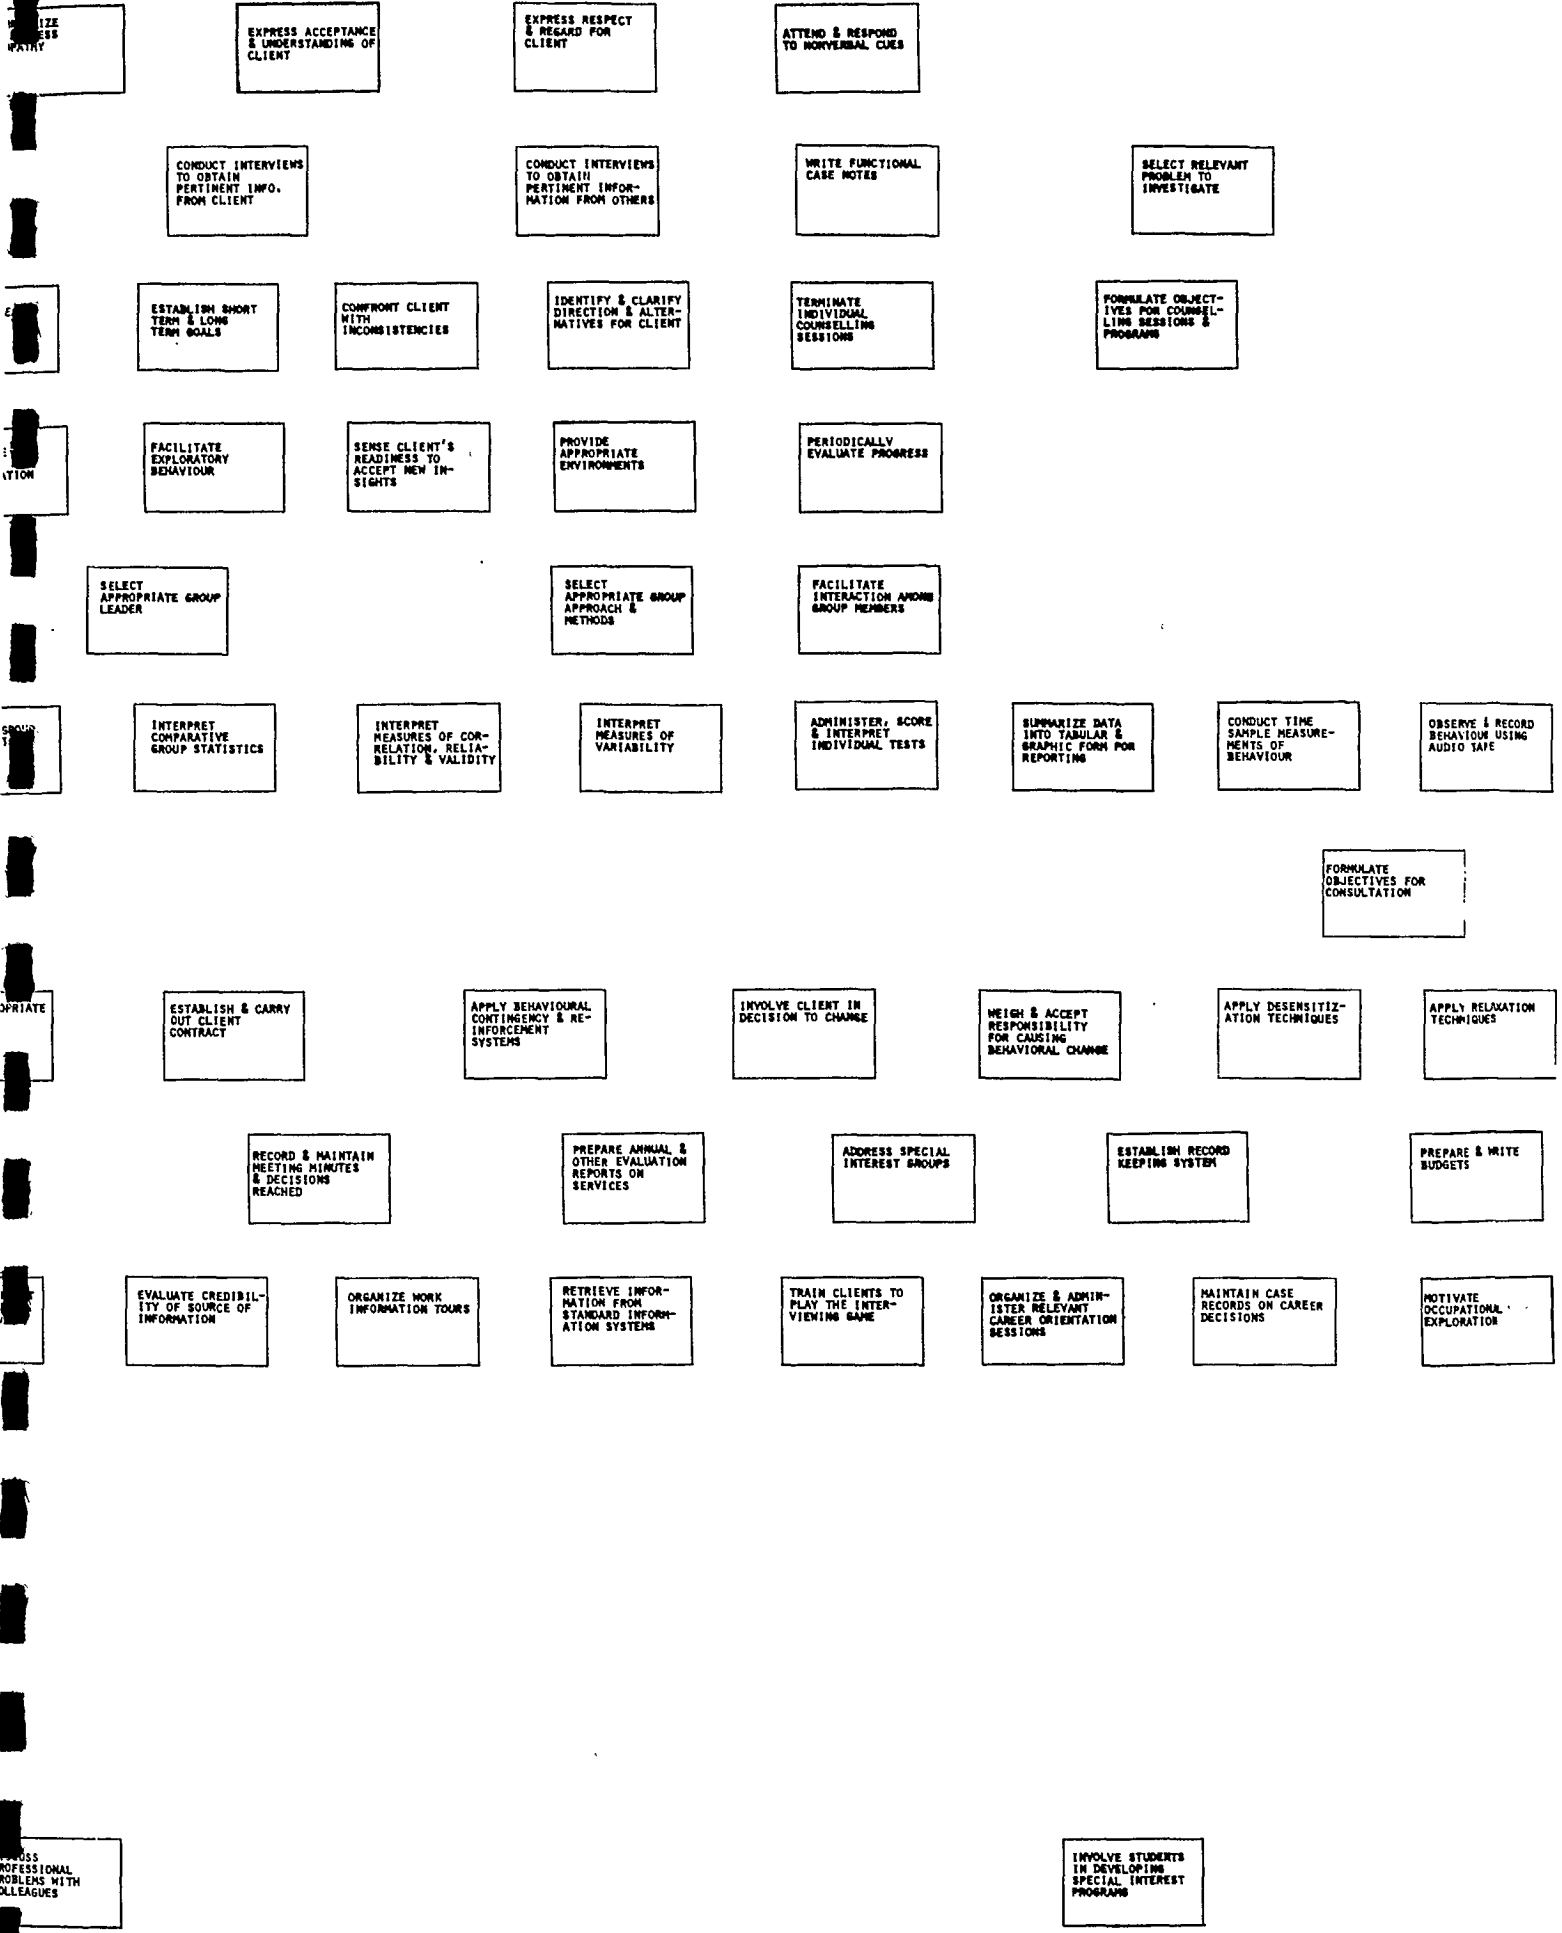 EXPRESS ACCEPTANCE
& UNDERSTANDING OF
CLIENT
EXPRESS RESPECT
& REGARD FOR
CLIENT
ATTEND & RESPOND
TO NONVERBAL CUES
CONDUCT INTERVIEWS
TO OBTAIN
PERTINENT INFO.
FROM CLIENT
CONDUCT INTERVIEWS
TO OBTAIN
PERTINENT INFOR-
MATION FROM OTHERS
WRITE FUNCTIONAL
CASE NOTES
SELECT RELEVANT
PROBLEM TO
INVESTIGATE
ESTABLISH SHORT
TERM & LONG
TERM GOALS
CONFRONT CLIENT
WITH
INCONSISTENCIES
IDENTIFY & CLARIFY
DIRECTION & ALTER-
NATIVES FOR CLIENT
TERMINATE
INDIVIDUAL
COUNSELLING
SESSIONS
FORMULATE OBJECT-
IVES FOR COUNSEL-
LING SESSIONS &
PROGRAMS
ATION
FACILITATE
EXPLORATORY
BEHAVIOUR
SENSE CLIENT'S
READINESS TO
ACCEPT NEW IN-
SIGHTS
PROVIDE
APPROPRIATE
ENVIRONMENTS
PERIODICALLY
EVALUATE PROGRESS
SELECT
APPROPRIATE GROUP
LEADER
SELECT
APPROPRIATE GROUP
APPROACH &
METHODS
FACILITATE
INTERACTION AMONG
GROUP MEMBERS
INTERPRET
COMPARATIVE
GROUP STATISTICS
INTERPRET
MEASURES OF COR-
RELATION, RELIA-
BILITY & VALIDITY
INTERPRET
MEASURES OF
VARIABILITY
ADMINISTER, SCORE
& INTERPRET
INDIVIDUAL TESTS
SUMMARIZE DATA
INTO TABULAR &
GRAPHIC FORM FOR
REPORTING
CONDUCT TIME
SAMPLE MEASURE-
MENTS OF
BEHAVIOUR
OBSERVE & RECORD
BEHAVIOUR USING
AUDIO TAPE
FORMULATE
OBJECTIVES FOR
CONSULTATION
OPRIATE
ESTABLISH & CARRY
OUT CLIENT
CONTRACT
APPLY BEHAVIOURAL
CONTINGENCY & RE-
INFORCEMENT
SYSTEMS
INVOLVE CLIENT IN
DECISION TO CHANGE
WEIGH & ACCEPT
RESPONSIBILITY
FOR CAUSING
BEHAVIORAL CHANGE
APPLY DESENSITIZ-
ATION TECHNIQUES
APPLY RELAXATION
TECHNIQUES
RECORD & MAINTAIN
MEETING MINUTES
& DECISIONS
REACHED
PREPARE ANNUAL &
OTHER EVALUATION
REPORTS ON
SERVICES
ADDRESS SPECIAL
INTEREST GROUPS
ESTABLISH RECORD
KEEPING SYSTEM
PREPARE & WRITE
BUDGETS
EVALUATE CREDIBIL-
ITY OF SOURCE OF
INFORMATION
ORGANIZE WORK
INFORMATION TOURS
RETRIEVE INFOR-
MATION FROM
STANDARD INFORM-
ATION SYSTEMS
TRAIN CLIENTS TO
PLAY THE INTER-
VIEWING GAME
ORGANIZE & ADMIN-
ISTER RELEVANT
CAREER ORIENTATION
SESSIONS
MAINTAIN CASE
RECORDS ON CAREER
DECISIONS
MOTIVATE
OCCUPATIONAL
EXPLORATION
ROFESSIONAL
ROBLEMS WITH
OLLEAGUES
INVOLVE STUDENTS
IN DEVELOPING
SPECIAL INTEREST
PROGRAMS